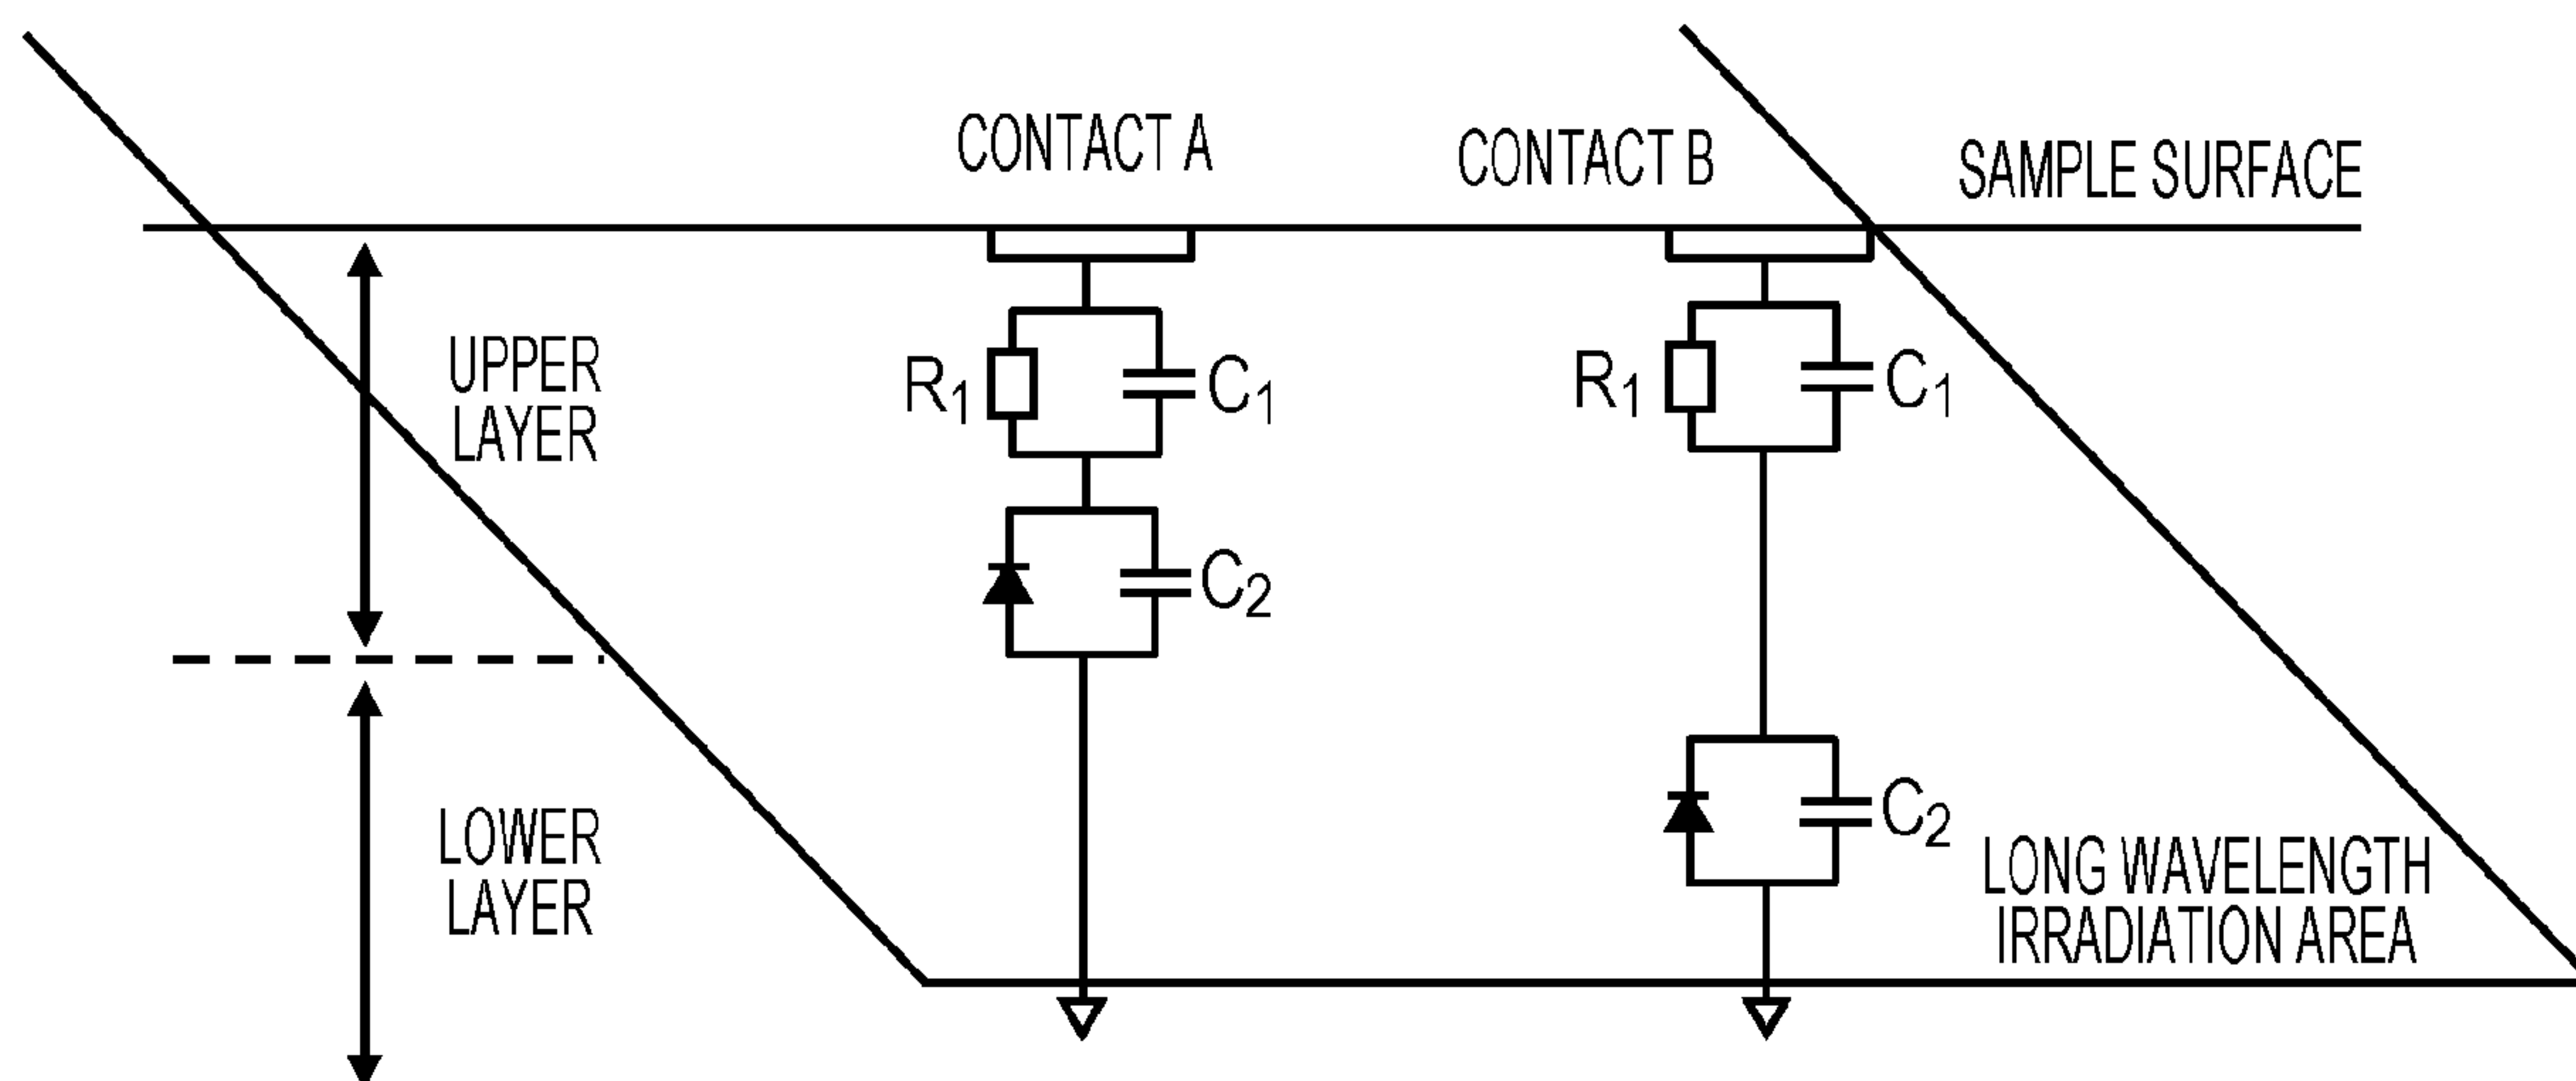 CONTACT A
CONTACT B
SAMPLE SURFACE
UPPER
LAYER
R1
C1
R1
C1
C2
LOWER
LAYER
C2
LONG WAVELENGTH
IRRADIATION AREA